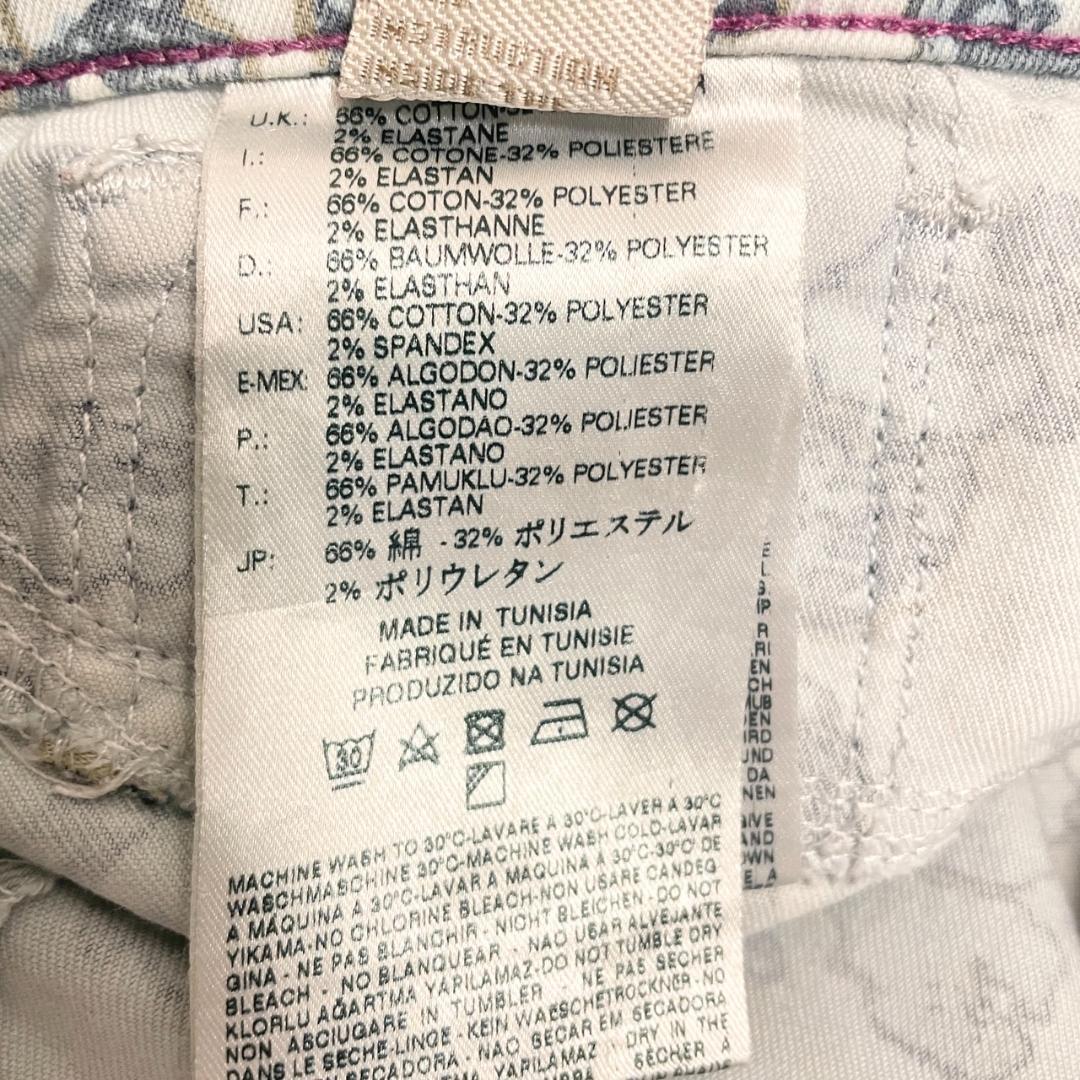 INSTRUCTION
INSIDE THE
U.K.: 66% COTTON-32%
2% ELASTANE
I.: 66% COTONE-32% POLIESTERE
2% ELASTAN
F.: 66% COTON-32% POLYESTER
2% ELASTHANNE
D.: 66% BAUMWOLLE-32% POLYESTER
2% ELASTHAN
USA: 66% COTTON-32% POLYESTER
2% SPANDEX
E-MEX: 66% ALGODON-32% POLIESTER
2% ELASTANO
P.: 66% ALGODAO-32% POLIESTER
2% ELASTANO
T.: 66% PAMUKLU-32% POLYESTER
2% ELASTAN
JP: 66% 綿 - 32% ポリエステル
2% ポリウレタン
MADE IN TUNISIA
FABRIQUÉ EN TUNISIE
PRODUZIDO NA TUNISIA
30
MACHINE WASH TO 30°C-LAVARE A 30°C-LAVER A 30°C
WASCHMASCHINE 30°C-MACHINE WASH COLD-LAVAR
A MAQUINA A 30°C-LAVAR A MAQUINA A 30°C-30°C DE
YIKAMA-NO CHLORINE BLEACH-NON USARE CANDEG
GINA - NE PAS BLANCHIR - NICHT BLEICHEN - DO NOT
BLEACH - NO BLANQUEAR - NAO USAR ALVEJANTE
KLORLU AĞARTMA YAPILAMAZ-DO NOT TUMBLE DRY
NON ASCIUGARE IN TUMBLER - NE PAS SECHER
DANS LE SECHE-LINGE - KEIN WAESCHETROCKNER-NO
SECADORA - NAO SECAR EM SECADORA
YAPILAMAZ - DRY IN THE
SECHER A